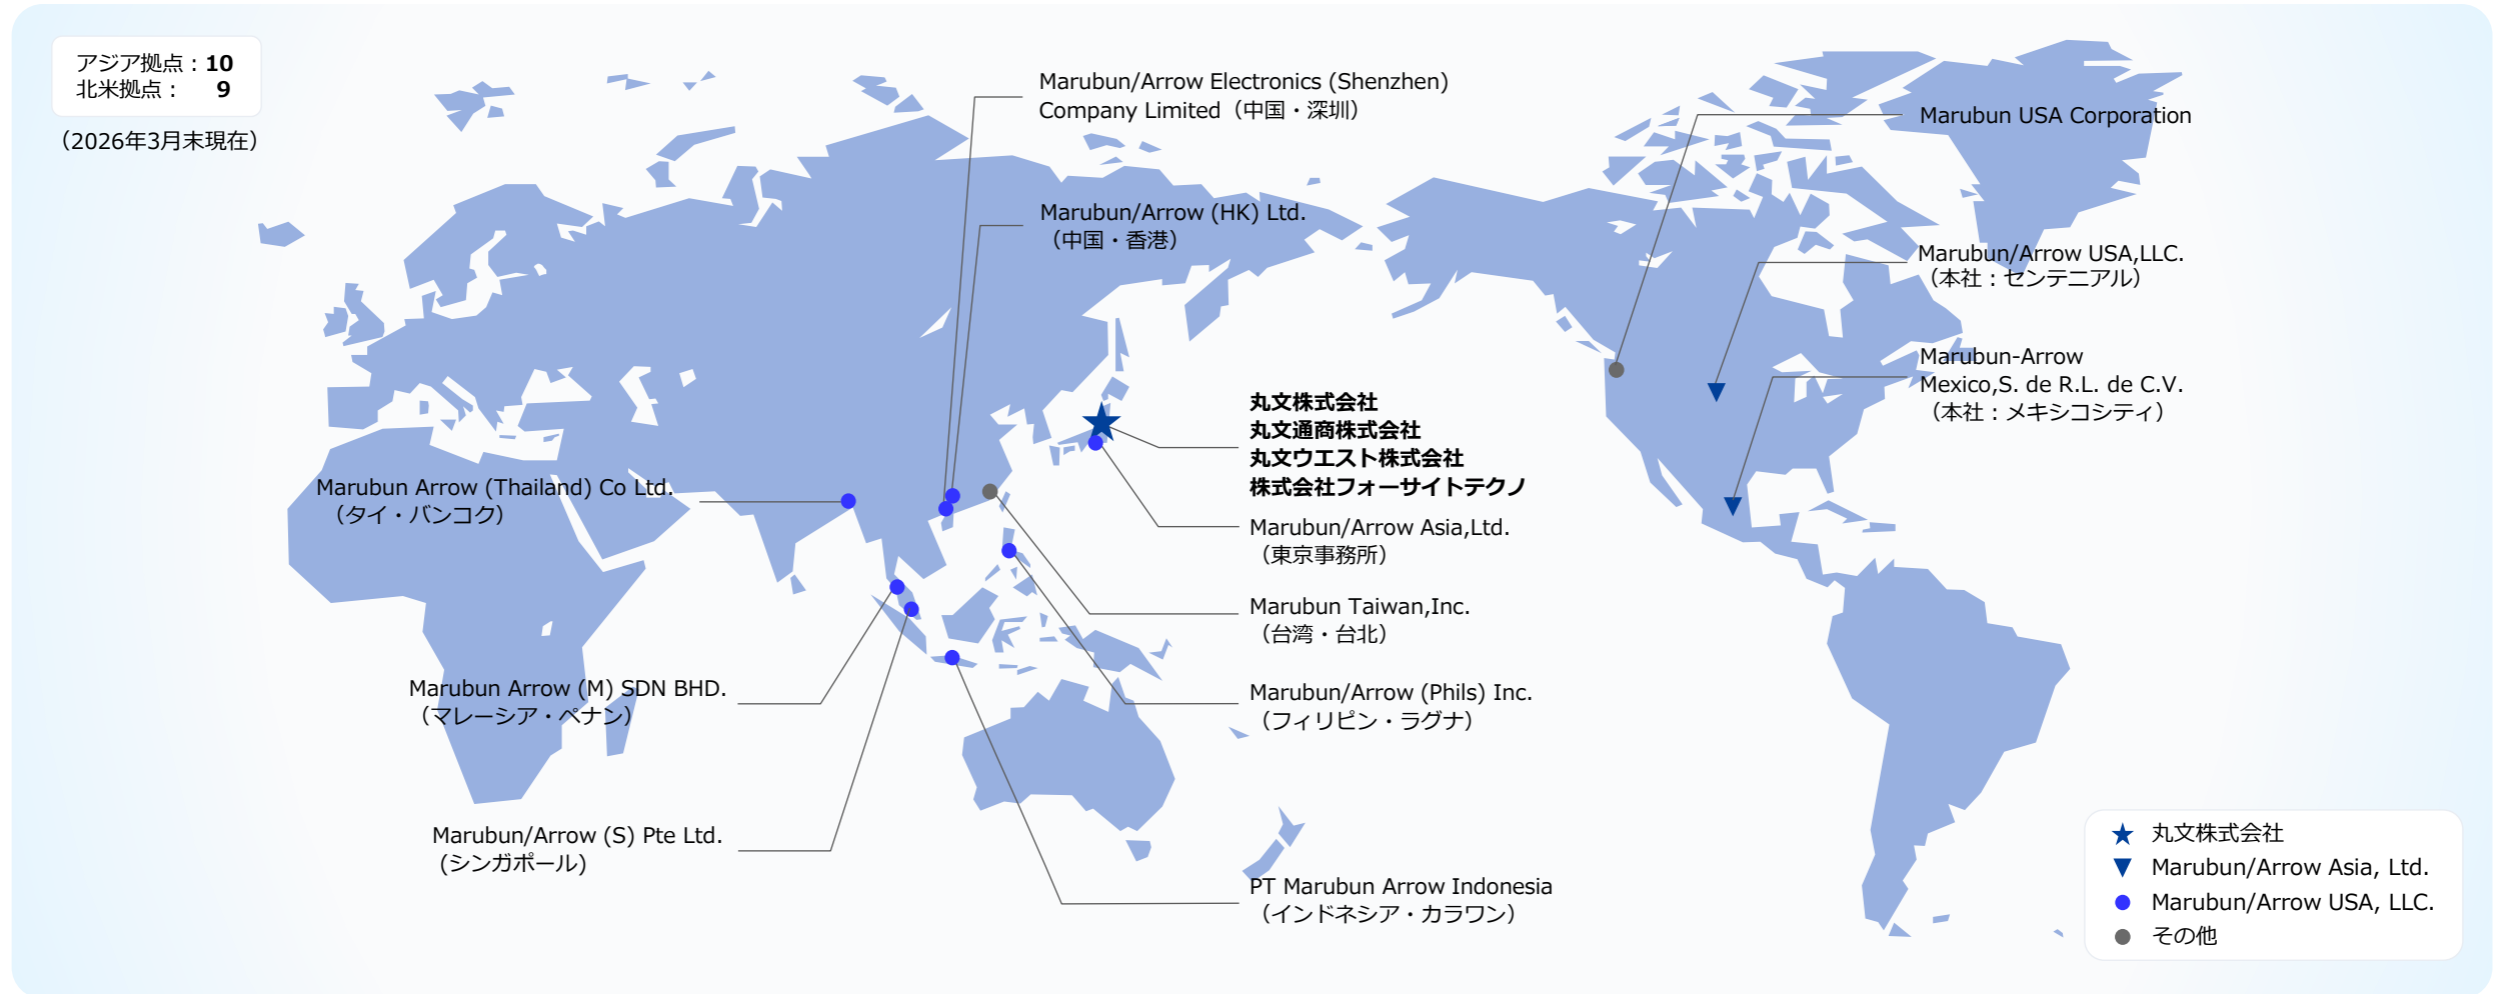 アジア拠点：10
北米拠点： 9
（2026年3月末現在）
Marubun/Arrow Electronics (Shenzhen)
Company Limited（中国・深圳）
Marubun/Arrow (HK) Ltd.
（中国・香港）
Marubun USA Corporation
Marubun/Arrow USA,LLC.
（本社：センテニアル）
Marubun-Arrow
Mexico,S. de R.L. de C.V.
（本社：メキシコシティ）
丸文株式会社
丸文通商株式会社
丸文ウエスト株式会社
株式会社フォーサイトテクノ
Marubun/Arrow Asia,Ltd.
（東京事務所）
Marubun Taiwan,Inc.
（台湾・台北）
Marubun/Arrow (Phils) Inc.
（フィリピン・ラグナ）
PT Marubun Arrow Indonesia
（インドネシア・カラワン）
Marubun Arrow (Thailand) Co Ltd.
（タイ・バンコク）
Marubun Arrow (M) SDN BHD.
（マレーシア・ペナン）
Marubun/Arrow (S) Pte Ltd.
(シンガポール)
丸文株式会社
Marubun/Arrow Asia, Ltd.
Marubun/Arrow USA, LLC.
その他